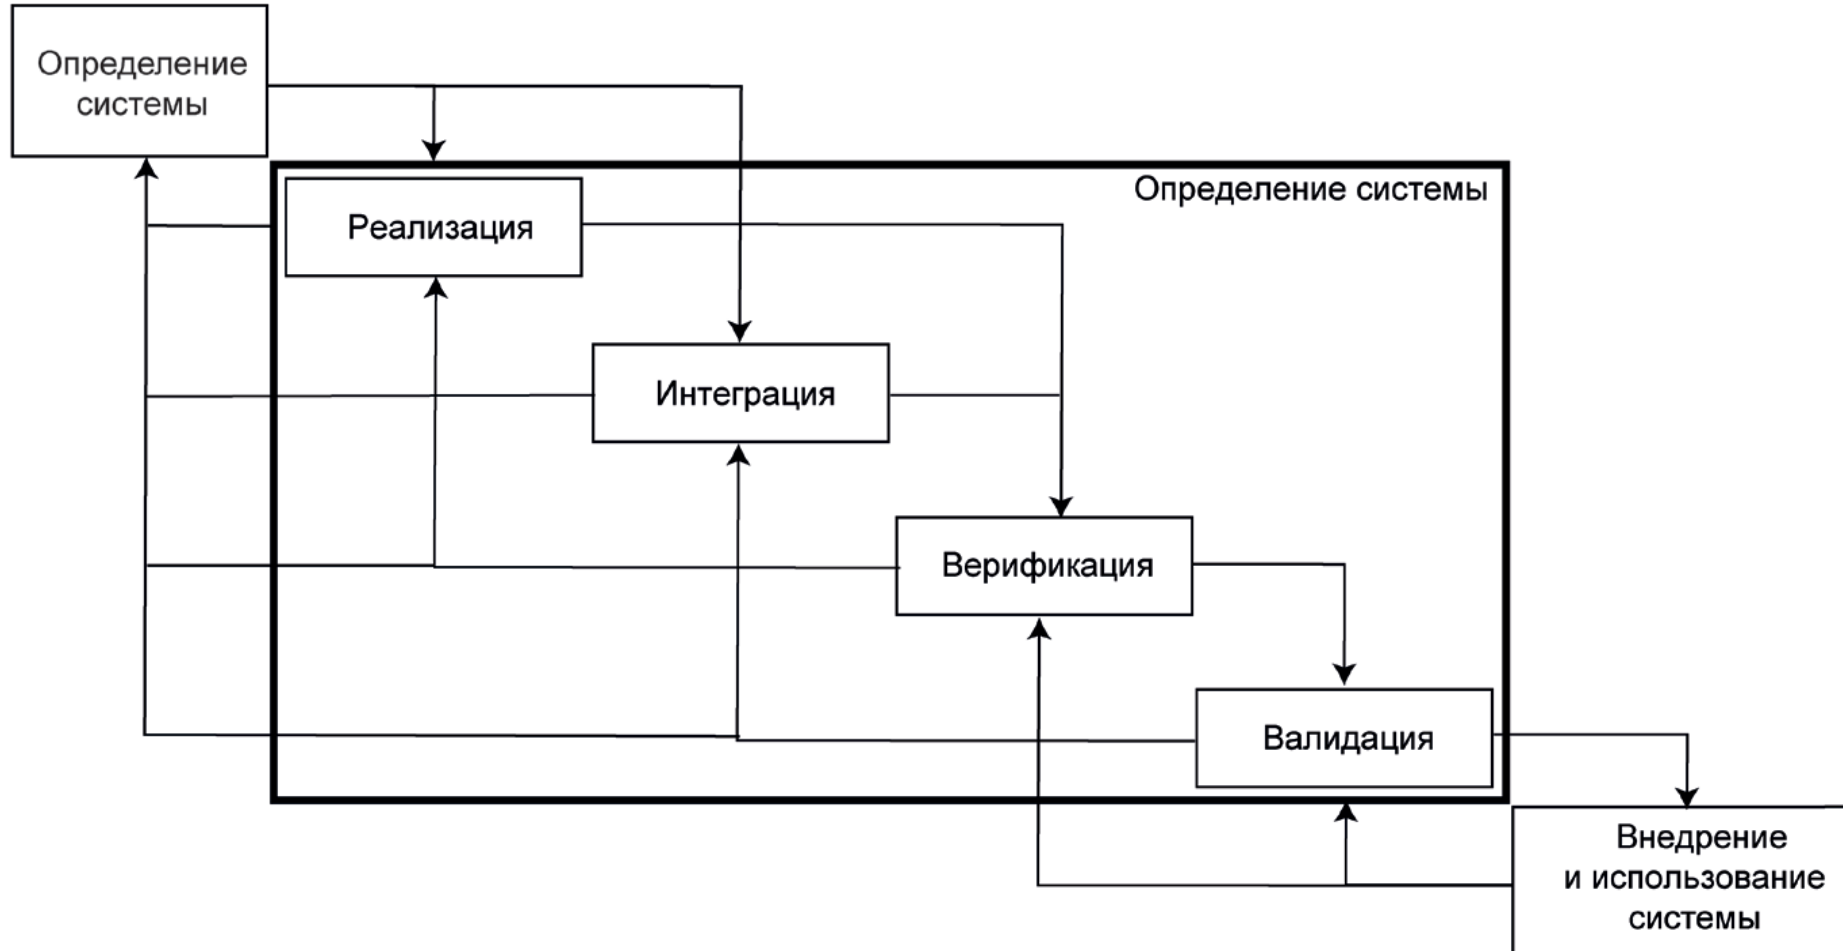 Определение
системы
Определение системы
Реализация
Интеграция
Верификация
Валидация
Внедрение
и использование
системы